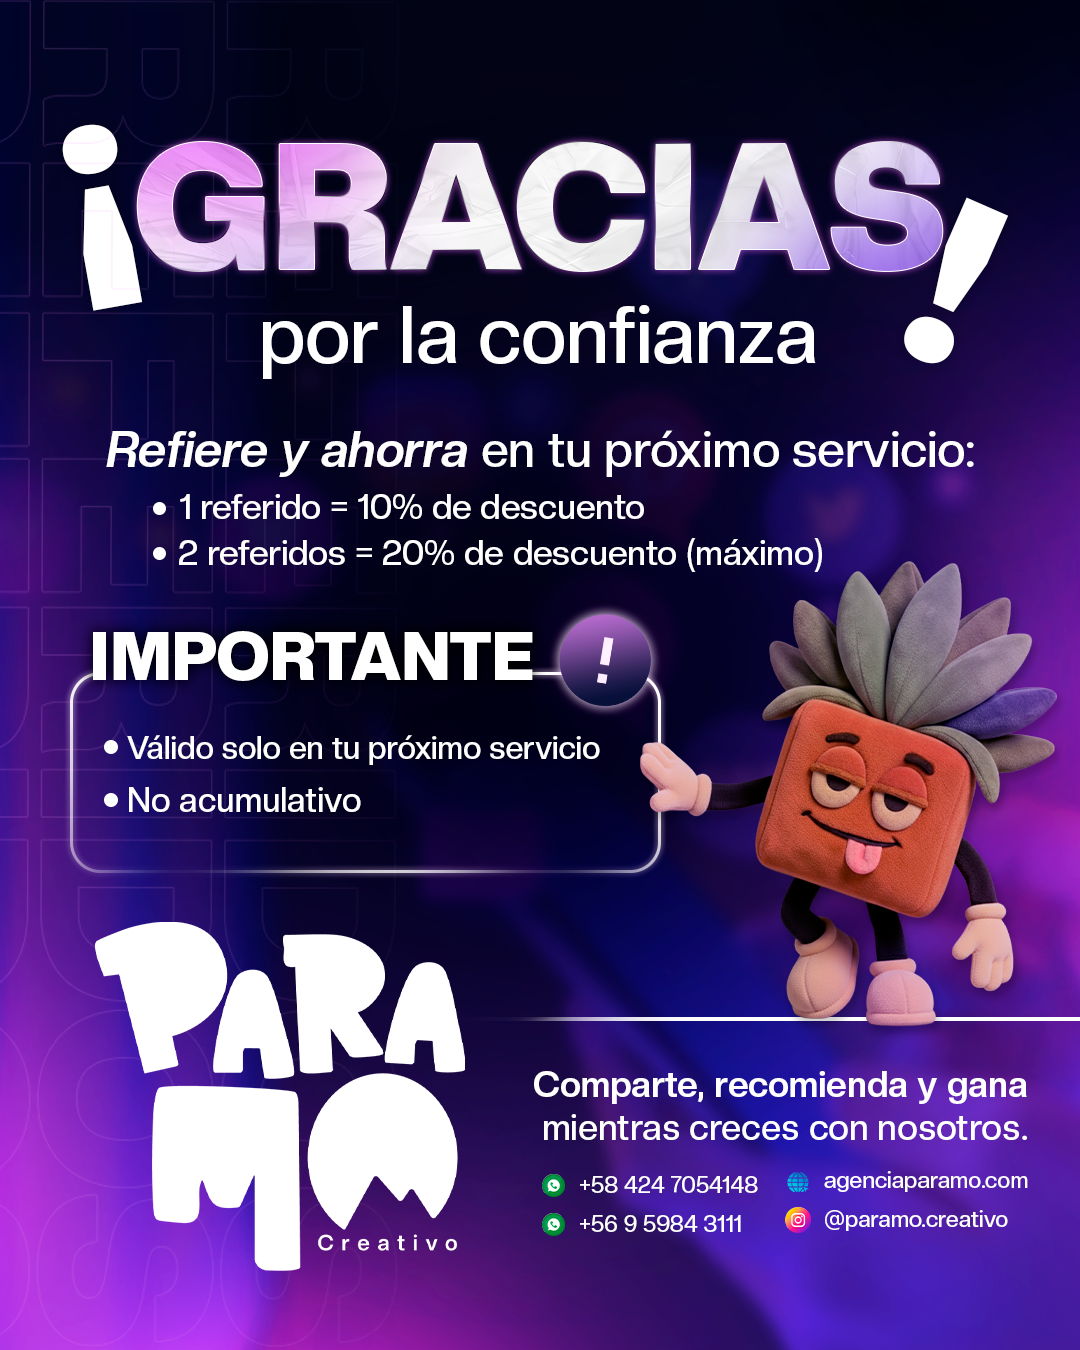 ¡GRACIAS!
por la confianza
Refiere y ahorra en tu próximo servicio:
• 1 referido = 10% de descuento
• 2 referidos = 20% de descuento (máximo)
IMPORTANTE !
• Válido solo en tu próximo servicio
• No acumulativo
PARA
MO
Creativo
Comparte, recomienda y gana
mientras creces con nosotros.
+58 424 7054148 agenciaparamo.com
+56 9 5984 3111 @paramo.creativo